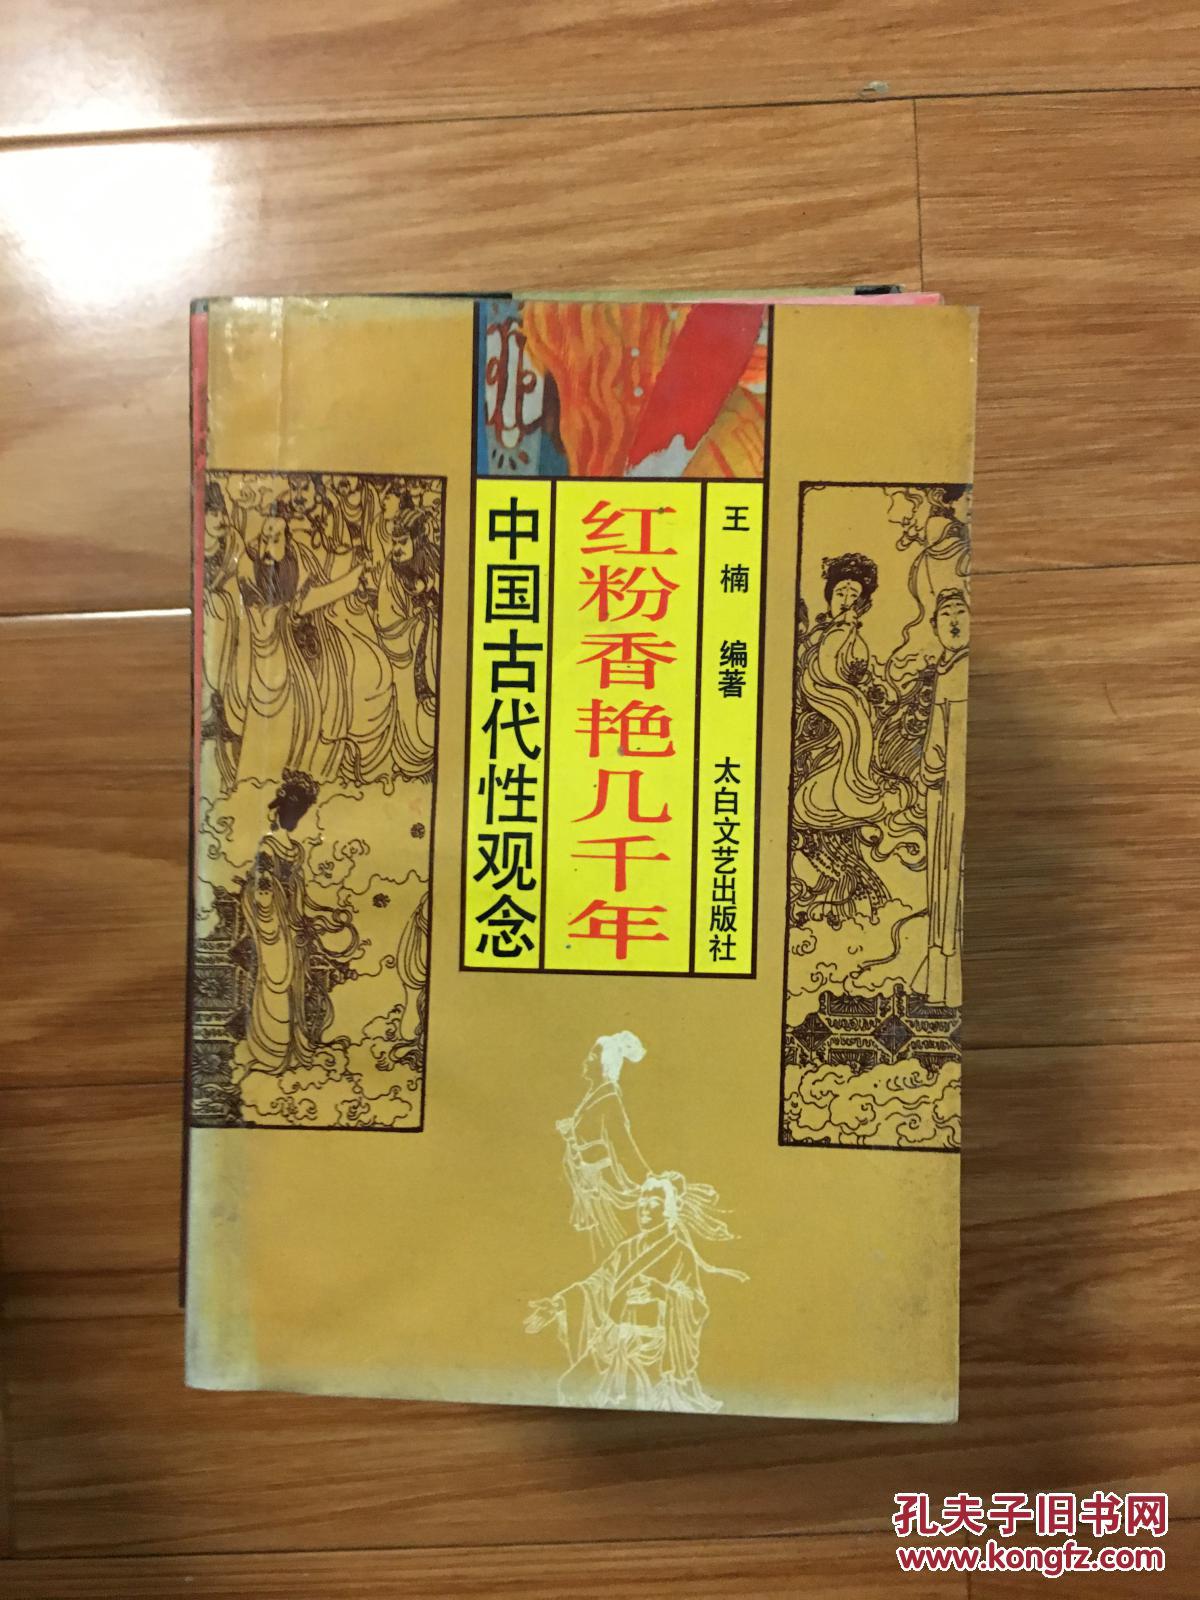 红粉香艳几千年
中国古代性观念
王楠 编著
太白文艺出版社
孔夫子旧书网
www.kongfz.com